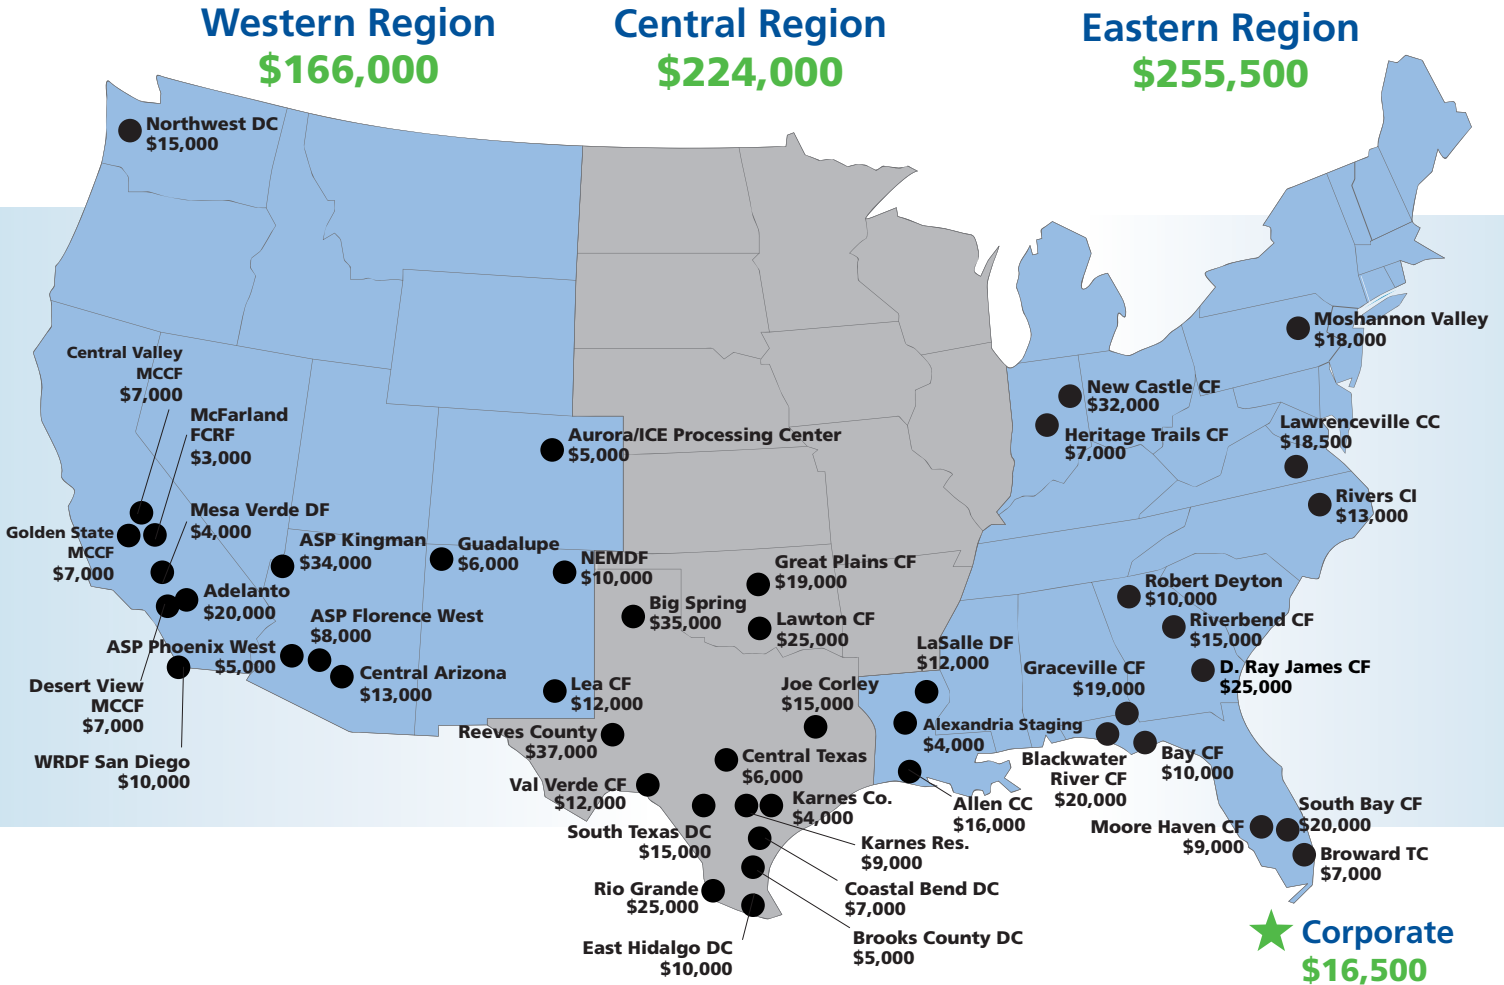 Western Region
$166,000
Central Region
$224,000
Eastern Region
$255,500
Northwest DC
$15,000
Central Valley
MCCF
$7,000
McFarland
FCRF
$3,000
Mesa Verde DF
$4,000
Golden State
MCCF
$7,000
Adelanto
$20,000
ASP Kingman
$34,000
ASP Florence West
$8,000
ASP Phoenix West
$5,000
Central Arizona
$13,000
Desert View
MCCF
$7,000
WRDF San Diego
$10,000
Aurora/ICE Processing Center
$5,000
Guadalupe
$6,000
NEMDF
$10,000
Lea CF
$12,000
Big Spring
$35,000
Great Plains CF
$19,000
Lawton CF
$25,000
Reeves County
$37,000
Val Verde CF
$12,000
Joe Corley
$15,000
Central Texas
$6,000
Karnes Co.
$4,000
South Texas DC
$15,000
Karnes Res.
$9,000
Rio Grande
$25,000
Coastal Bend DC
$7,000
Brooks County DC
$5,000
East Hidalgo DC
$10,000
LaSalle DF
$12,000
Alexandria Staging
$4,000
Allen CC
$16,000
Moshannon Valley
$18,000
New Castle CF
$32,000
Heritage Trails CF
$7,000
Lawrenceville CC
$18,500
Rivers CI
$13,000
Robert Deyton
$10,000
Riverbend CF
$15,000
D. Ray James CF
$25,000
Graceville CF
$19,000
Blackwater
River CF
$20,000
Bay CF
$10,000
South Bay CF
$20,000
Moore Haven CF
$9,000
Broward TC
$7,000
Corporate
$16,500